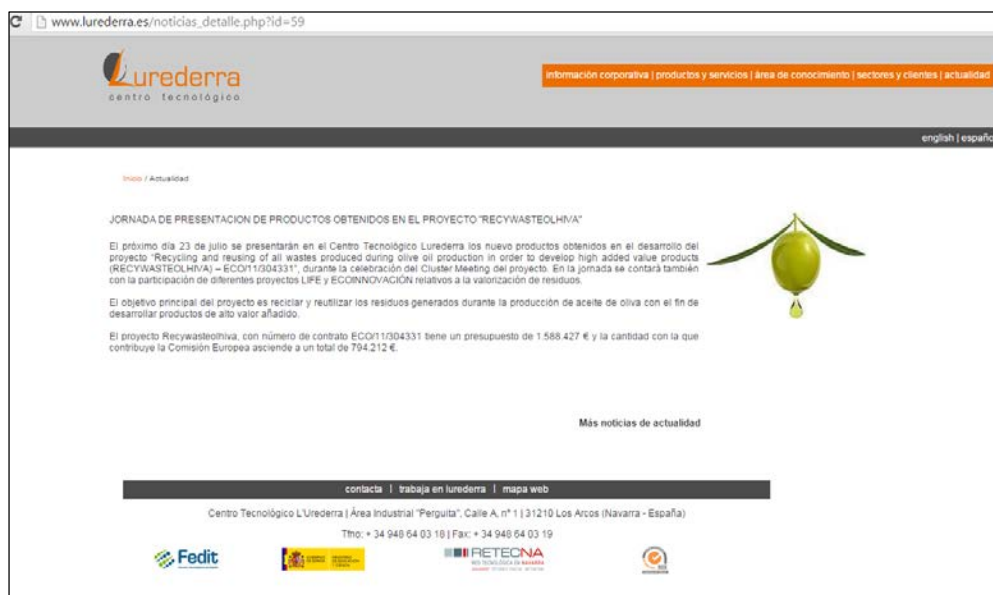 www.lurederra.es/noticias_detalle.php?id=59
Lurederra
centro tecnológico
información corporativa | productos y servicios | área de conocimiento | sectores y clientes | actualidad
english | españo
Inicio / Actualidad
JORNADA DE PRESENTACION DE PRODUCTOS OBTENIDOS EN EL PROYECTO "RECYWASTEOLHIVA"
El próximo día 23 de julio se presentarán en el Centro Tecnológico Lurederra los nuevo productos obtenidos en el desarrollo del
proyecto "Recycling and reusing of all wastes produced during olive oil production in order to develop high added value products
(RECYWASTEOLHIVA) – ECO/11/304331", durante la celebración del Cluster Meeting del proyecto. En la jornada se contará también
con la participación de diferentes proyectos LIFE y ECOINNOVACIÓN relativos a la valorización de residuos.
El objetivo principal del proyecto es reciclar y reutilizar los residuos generados durante la producción de aceite de oliva con el fin de
desarrollar productos de alto valor añadido.
El proyecto Recywasteolhiva, con número de contrato ECO/11/304331 tiene un presupuesto de 1.588.427 € y la cantidad con la que
contribuye la Comisión Europea asciende a un total de 794.212 €.
Más noticias de actualidad
contacta | trabaja en lurederra | mapa web
Centro Tecnológico L'Urederra | Área Industrial "Perguita", Calle A, nº 1 | 31210 Los Arcos (Navarra - España)
Tfno: + 34 948 64 03 18 | Fax: + 34 948 64 03 19
Fedit
RETECNA
RED TECNOLÓGICA DE NAVARRA